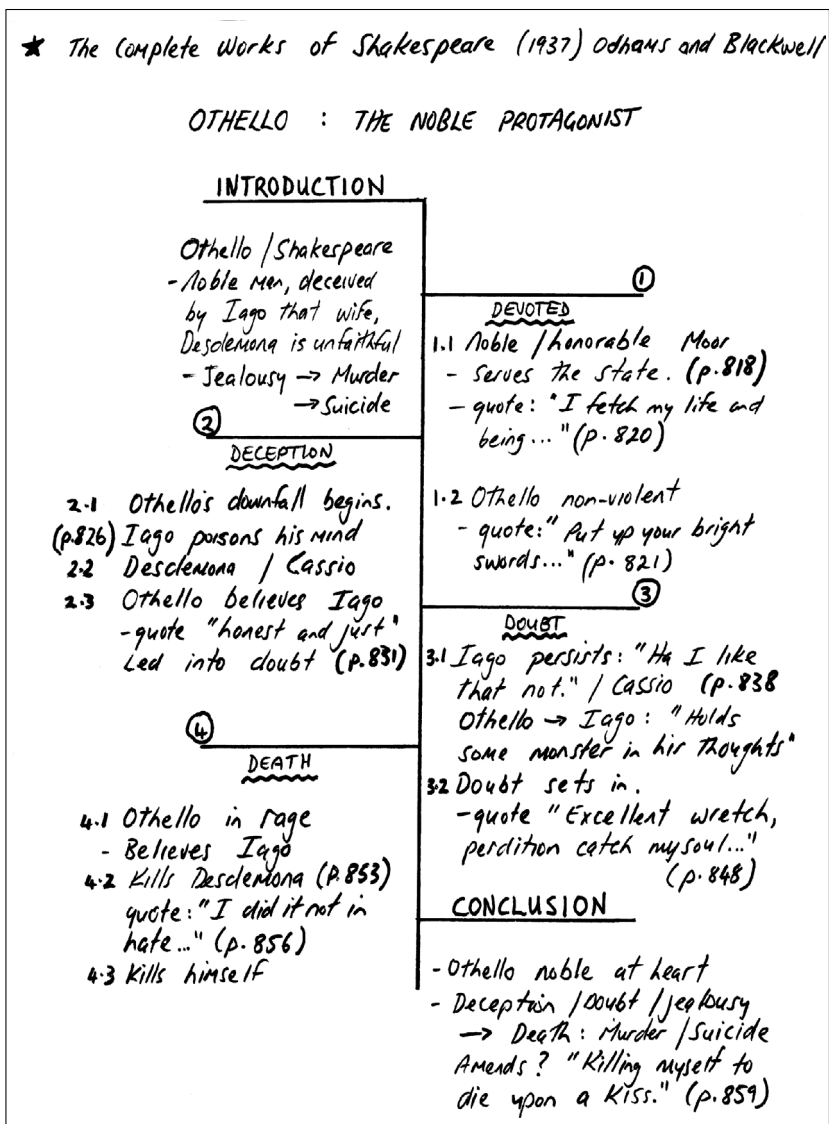 ★ The Complete Works of Shakespeare (1937) Odhams and Blackwell
OTHELLO : THE NOBLE PROTAGONIST
INTRODUCTION
Othello / Shakespeare
- Noble Man, deceived
by Iago that wife,
Desdemona is unfaithful
- Jealousy → Murder
→ Suicide
①
DEVOTED
1.1 Noble / honorable Moor
- Serves the state. (p.818)
- quote: "I fetch my life and
being..." (p.820)
1.2 Othello non-violent
- quote: "Put up your bright
swords..." (p.821)
②
DECEPTION
2.1 Othello's downfall begins.
(p.826) Iago poisons his mind
2.2 Desdemona / Cassio
2.3 Othello believes Iago
- quote "honest and just"
Led into doubt (p.831)
③
DOUBT
3.1 Iago persists: "Ha I like
that not." / Cassio (p.838
Othello → Iago: "Holds
some monster in his thoughts"
3.2 Doubt sets in.
- quote "Excellent wretch,
perdition catch my soul..."
(p.848)
④
DEATH
4.1 Othello in rage
- Believes Iago
4.2 Kills Desdemona (P.853)
quote: "I did it not in
hate..." (p.856)
4.3 Kills himself
CONCLUSION
- Othello noble at heart
- Deception / Doubt / jealousy
→ Death: Murder / Suicide
Amends? "Killing myself to
die upon a Kiss." (p.859)